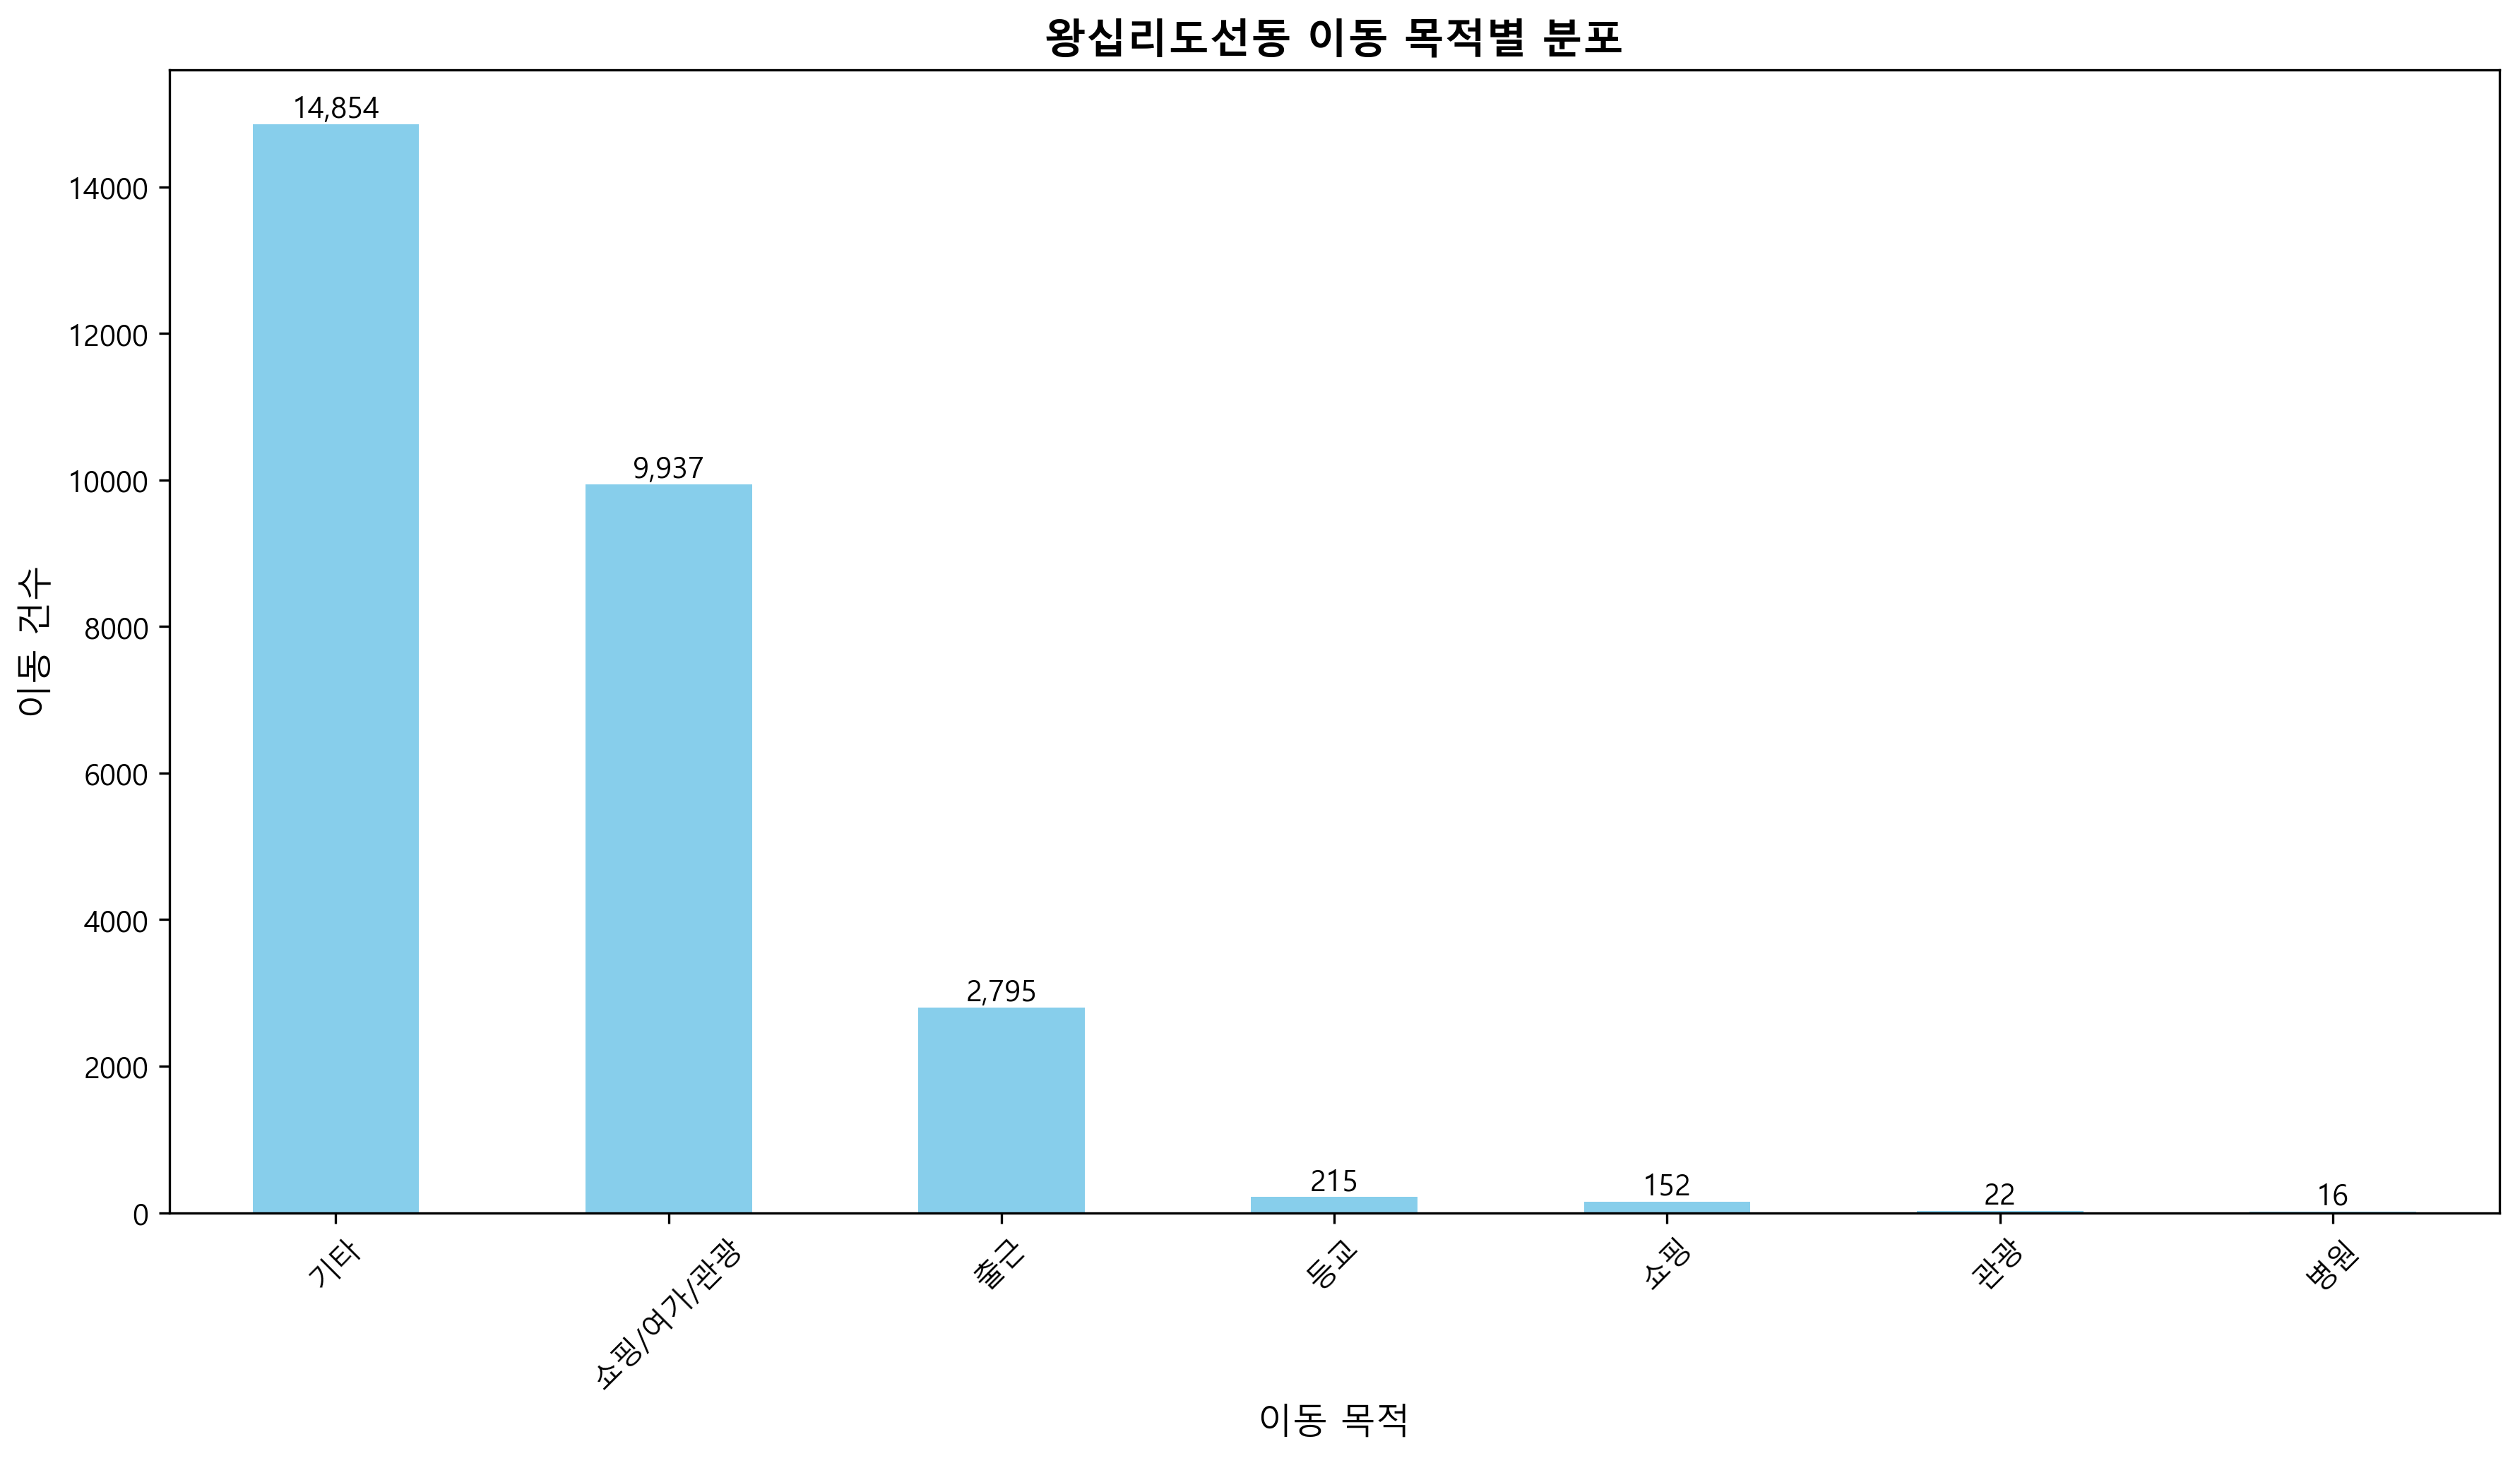 왕십리도선동 이동 목적별 분포
이동 건수
14000
12000
10000
8000
6000
4000
2000
0
14,854
9,937
2,795
215
152
22
16
기타
쇼핑/여가/관광
출근
등교
쇼핑
관광
병원
이동 목적